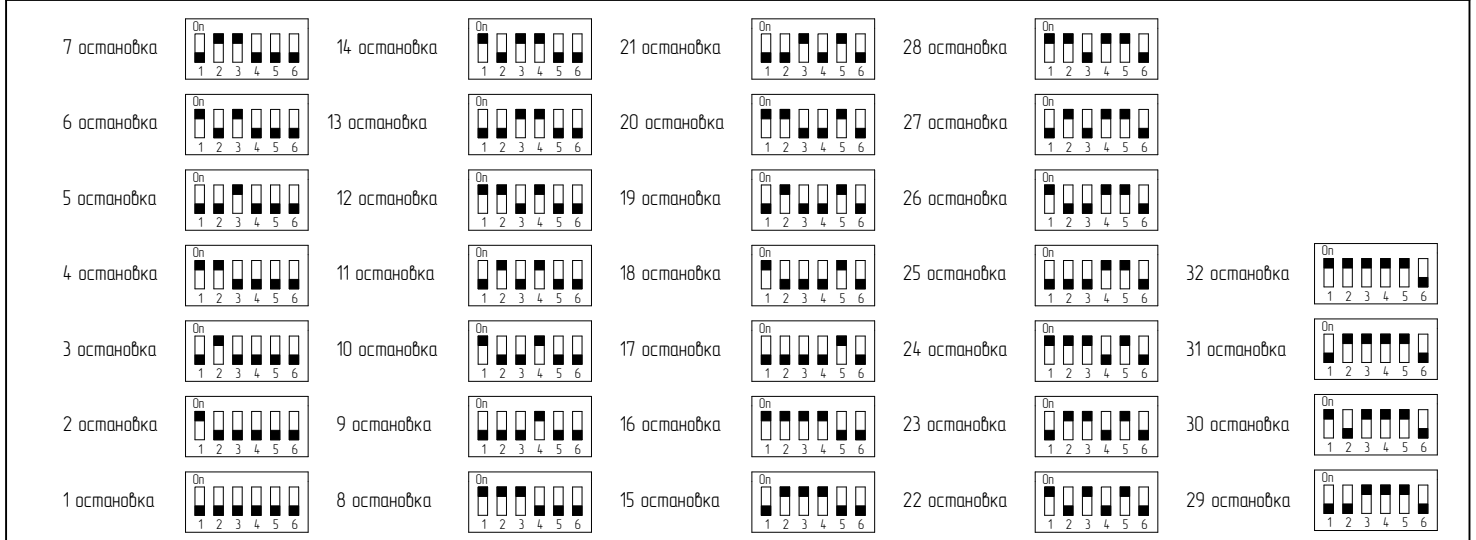 7 остановка On 1 2 3 4 5 6 14 остановка On 1 2 3 4 5 6 21 остановка On 1 2 3 4 5 6 28 остановка On 1 2 3 4 5 6
6 остановка On 1 2 3 4 5 6 13 остановка On 1 2 3 4 5 6 20 остановка On 1 2 3 4 5 6 27 остановка On 1 2 3 4 5 6
5 остановка On 1 2 3 4 5 6 12 остановка On 1 2 3 4 5 6 19 остановка On 1 2 3 4 5 6 26 остановка On 1 2 3 4 5 6
4 остановка On 1 2 3 4 5 6 11 остановка On 1 2 3 4 5 6 18 остановка On 1 2 3 4 5 6 25 остановка On 1 2 3 4 5 6 32 остановка On 1 2 3 4 5 6
3 остановка On 1 2 3 4 5 6 10 остановка On 1 2 3 4 5 6 17 остановка On 1 2 3 4 5 6 24 остановка On 1 2 3 4 5 6 31 остановка On 1 2 3 4 5 6
2 остановка On 1 2 3 4 5 6 9 остановка On 1 2 3 4 5 6 16 остановка On 1 2 3 4 5 6 23 остановка On 1 2 3 4 5 6 30 остановка On 1 2 3 4 5 6
1 остановка On 1 2 3 4 5 6 8 остановка On 1 2 3 4 5 6 15 остановка On 1 2 3 4 5 6 22 остановка On 1 2 3 4 5 6 29 остановка On 1 2 3 4 5 6